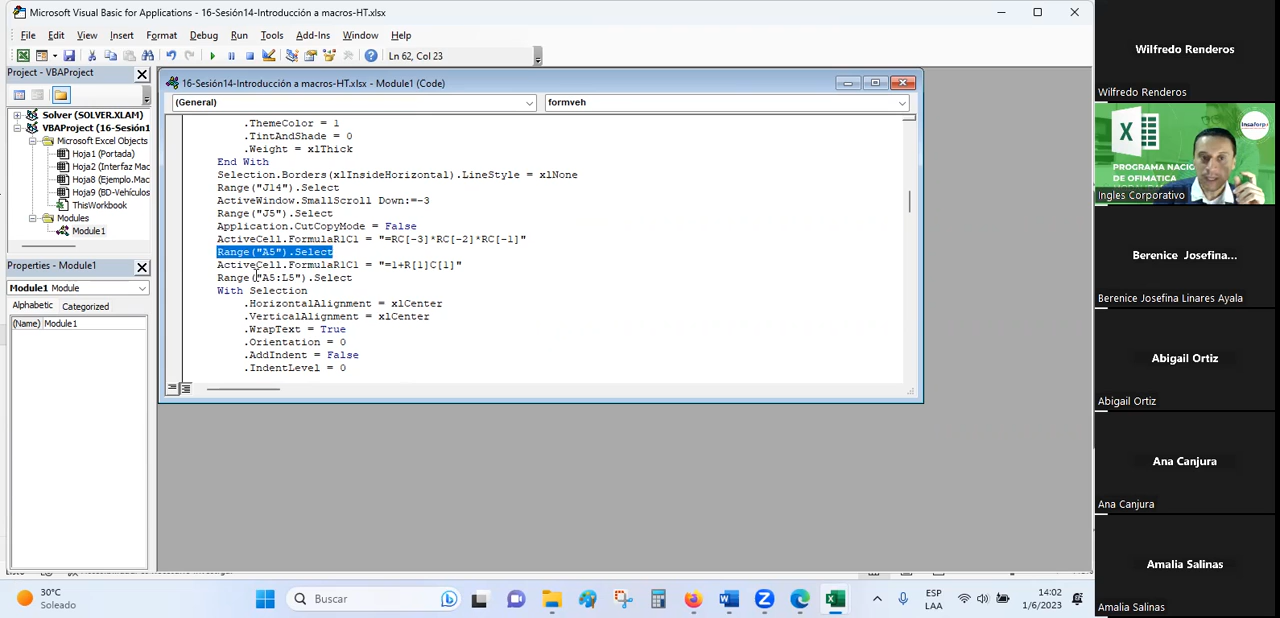 Microsoft Visual Basic for Applications - 16-Sesión14-Introducción a macros-HT.xlsx
File Edit View Insert Format Debug Run Tools Add-Ins Window Help
Ln 62, Col 23
Project - VBAProject
Solver (SOLVER.XLAM)
VBAProject (16-Sesión1
Microsoft Excel Objects
Hoja1 (Portada)
Hoja2 (Interfaz Mac
Hoja8 (Ejemplo.Mac
Hoja9 (BD-Vehículos
ThisWorkbook
Modules
Module1
Properties - Module1
Module1 Module
Alphabetic Categorized
(Name) Module1
16-Sesión14-Introducción a macros-HT.xlsx - Module1 (Code)
(General) formveh
.ThemeColor = 1
.TintAndShade = 0
.Weight = xlThick
End With
Selection.Borders(xlInsideHorizontal).LineStyle = xlNone
Range("J14").Select
ActiveWindow.SmallScroll Down:=-3
Range("J5").Select
Application.CutCopyMode = False
ActiveCell.FormulaR1C1 = "=RC[-3]*RC[-2]*RC[-1]"
Range("A5").Select
ActiveCell.FormulaR1C1 = "=1+R[1]C[1]"
Range("A5:L5").Select
With Selection
.HorizontalAlignment = xlCenter
.VerticalAlignment = xlCenter
.WrapText = True
.Orientation = 0
.AddIndent = False
.IndentLevel = 0
Wilfredo Renderos
Wilfredo Renderos
Insaforp
PROGRAMA NACIO
DE OFIMÁTICA
Ingles Corporativo
Berenice Josefina...
Berenice Josefina Linares Ayala
Abigail Ortiz
Abigail Ortiz
Ana Canjura
Ana Canjura
Amalia Salinas
Amalia Salinas
30°C
Soleado
Buscar
ESP
LAA
14:02
1/6/2023